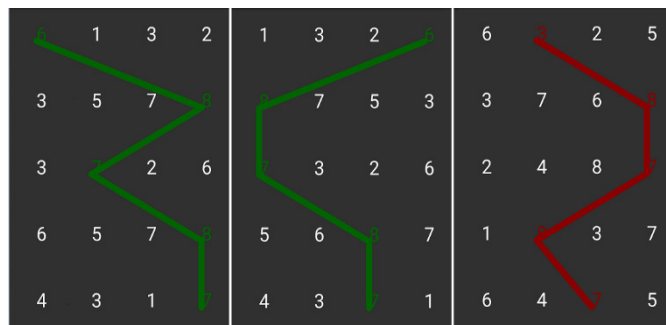 6 1 3 2
3 5 7 8
3 7 2 6
6 5 7 8
4 3 1 7
1 3 2 6
8 7 5 3
7 3 2 6
5 6 8 7
4 3 7 1
6 9 2 5
3 7 6 8
2 4 8 7
1 3 7
6 4 7 5